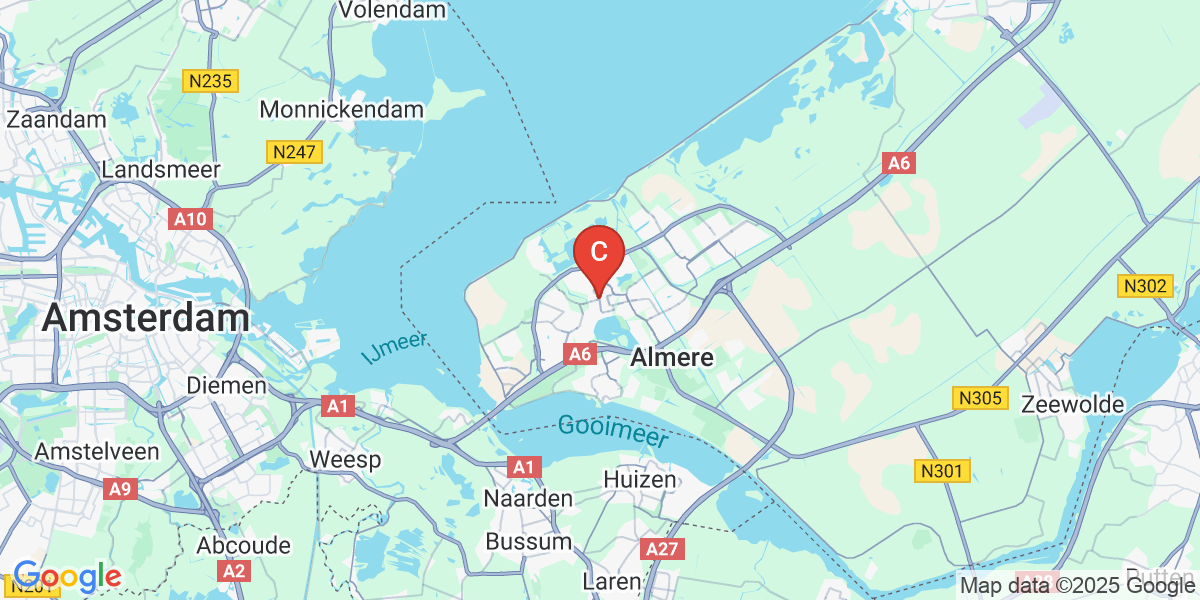 Volendam
N235
Monnickendam
Zaandam
N247
Landsmeer
A6
A10
C
N302
Amsterdam
IJmeer
A6
Almere
Diemen
A1
N305
Zeewolde
Gooimeer
Amstelveen
Weesp
A1
N301
Huizen
A9
Naarden
Bussum
Abcoude
A27
A2
Laren
Google
Putten
Map data ©2025 Google